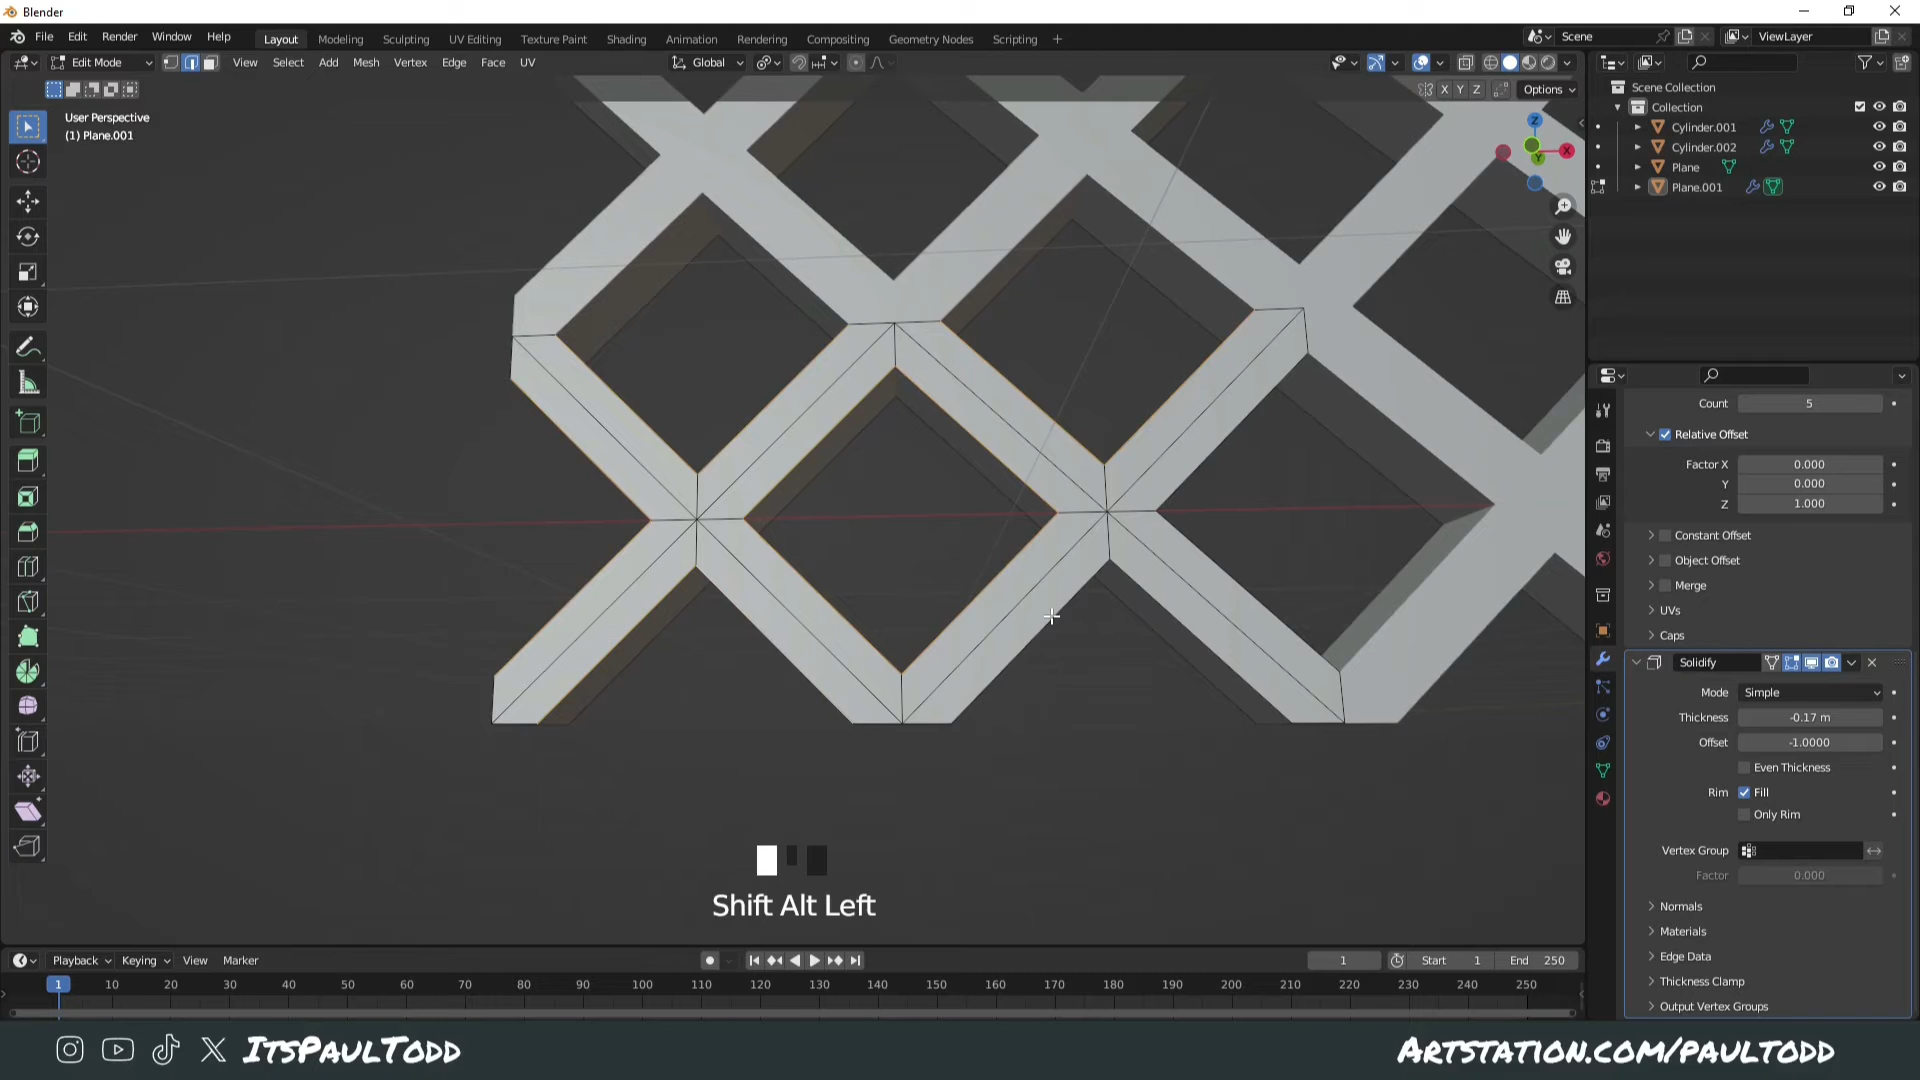 Blender
File Edit Render Window Help
Layout Modeling Sculpting UV Editing Texture Paint Shading Animation Rendering Compositing Geometry Nodes Scripting +
Scene ViewLayer
Edit Mode View Select Add Mesh Vertex Edge Face UV Global
X Y Z Options
User Perspective
(1) Plane.001
Z
X
Y
Scene Collection
Collection
Cylinder.001
Cylinder.002
Plane
Plane.001
Count 5
Relative Offset
Factor X 0.000
Y 0.000
Z 1.000
Constant Offset
Object Offset
Merge
UVs
Caps
Solidify
Mode Simple
Thickness -0.17 m
Offset -1.0000
Even Thickness
Rim Fill
Only Rim
Vertex Group
Factor 0.000
Normals
Materials
Edge Data
Thickness Clamp
Output Vertex Groups
Shift Alt Left
Playback Keying View Marker 1 Start 1 End 250
1 10 20 30 40 50 60 70 80 90 100 110 120 130 140 150 160 170 180 190 200 210 220 230 240 250
ItsPaulTodd
Artstation.com/paultodd